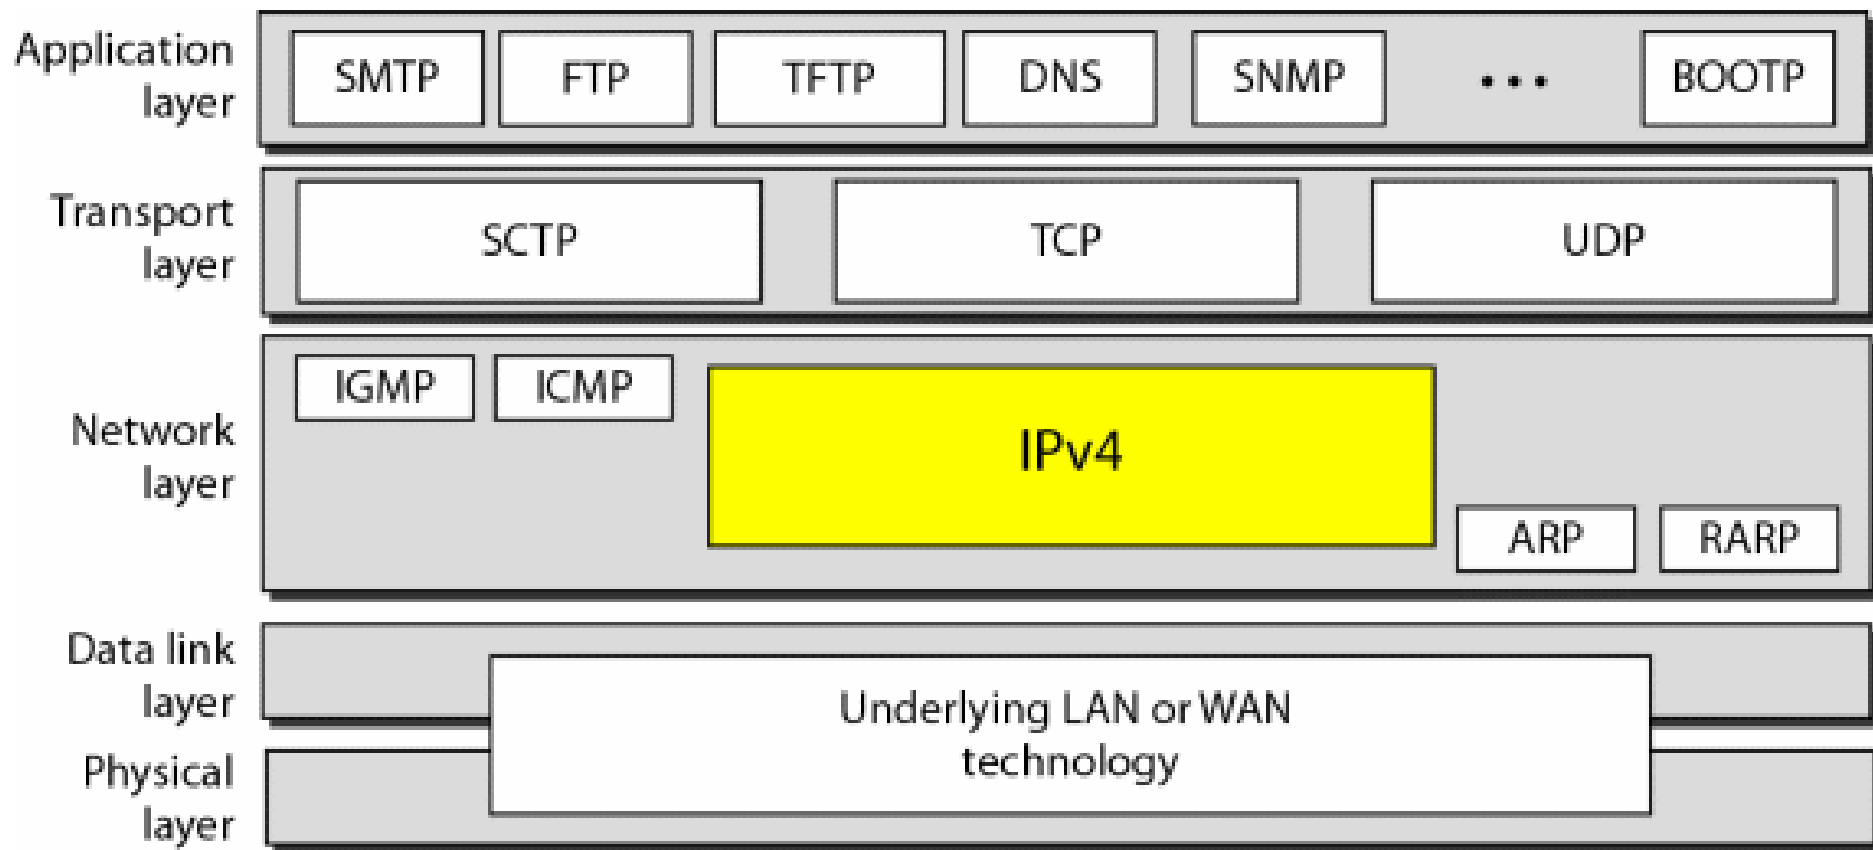 Application
layer
SMTP
FTP
TFTP
DNS
SNMP
...
BOOTP
Transport
layer
SCTP
TCP
UDP
Network
layer
IGMP
ICMP
IPv4
ARP
RARP
Data link
layer
Underlying LAN or WAN
technology
Physical
layer